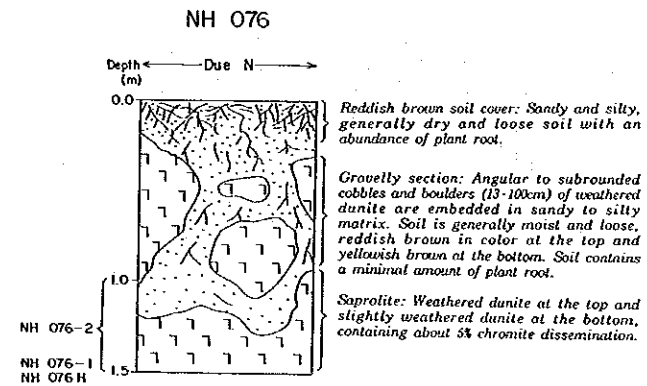 NH 076
Depth
Due N
(m)
0.0
Reddish brown soil cover: Sandy and silty,
generally dry and loose soil with an
abundance of plant root.
Gravelly section: Angular to subrounded
cobbles and boulders (13-100cm) of weathered
dunite are embedded in sandy to silty
matrix. Soil is generally moist and loose,
reddish brown in color at the top and
yellowish brown at the bottom. Soil contains
a minimal amount of plant root.
1.0
Saprolite: Weathered dunite at the top and
slightly weathered dunite at the bottom,
containing about 5% chromite dissemination.
NH 076-2
NH 076-1
1.5
NH 076 H